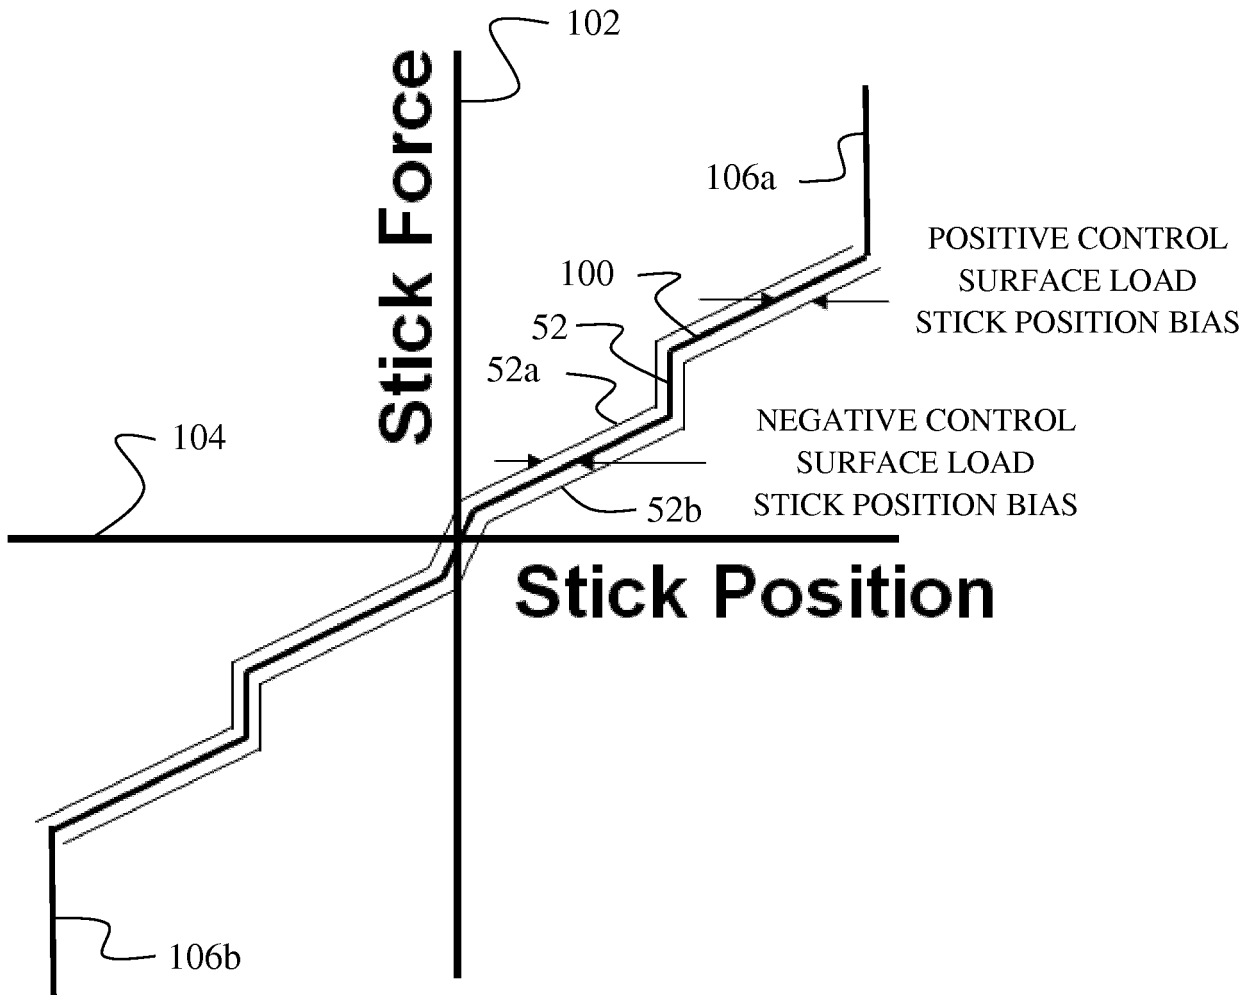 102
Stick Force
106a
POSITIVE CONTROL
SURFACE LOAD
STICK POSITION BIAS
100
52
52a
NEGATIVE CONTROL
SURFACE LOAD
STICK POSITION BIAS
104
52b
Stick Position
106b